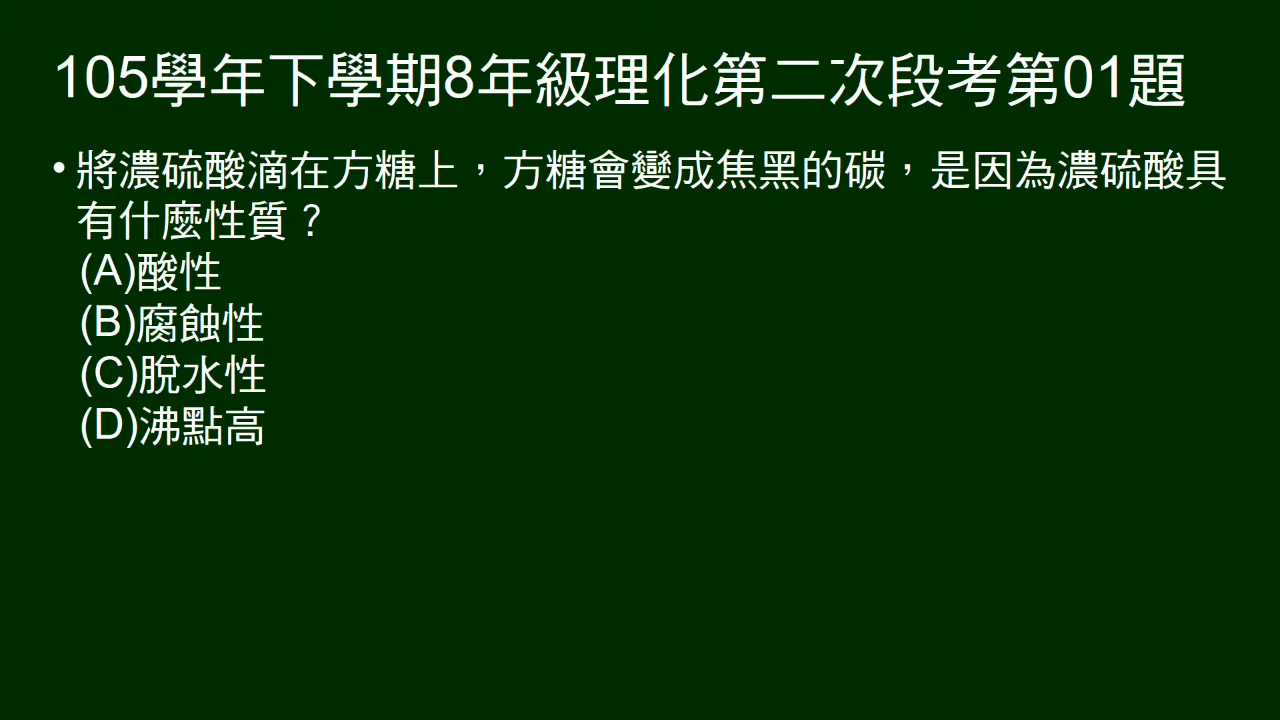 105學年下學期8年級理化第二次段考第01題
• 將濃硫酸滴在方糖上，方糖會變成焦黑的碳，是因為濃硫酸具
有什麼性質？
(A)酸性
(B)腐蝕性
(C)脫水性
(D)沸點高